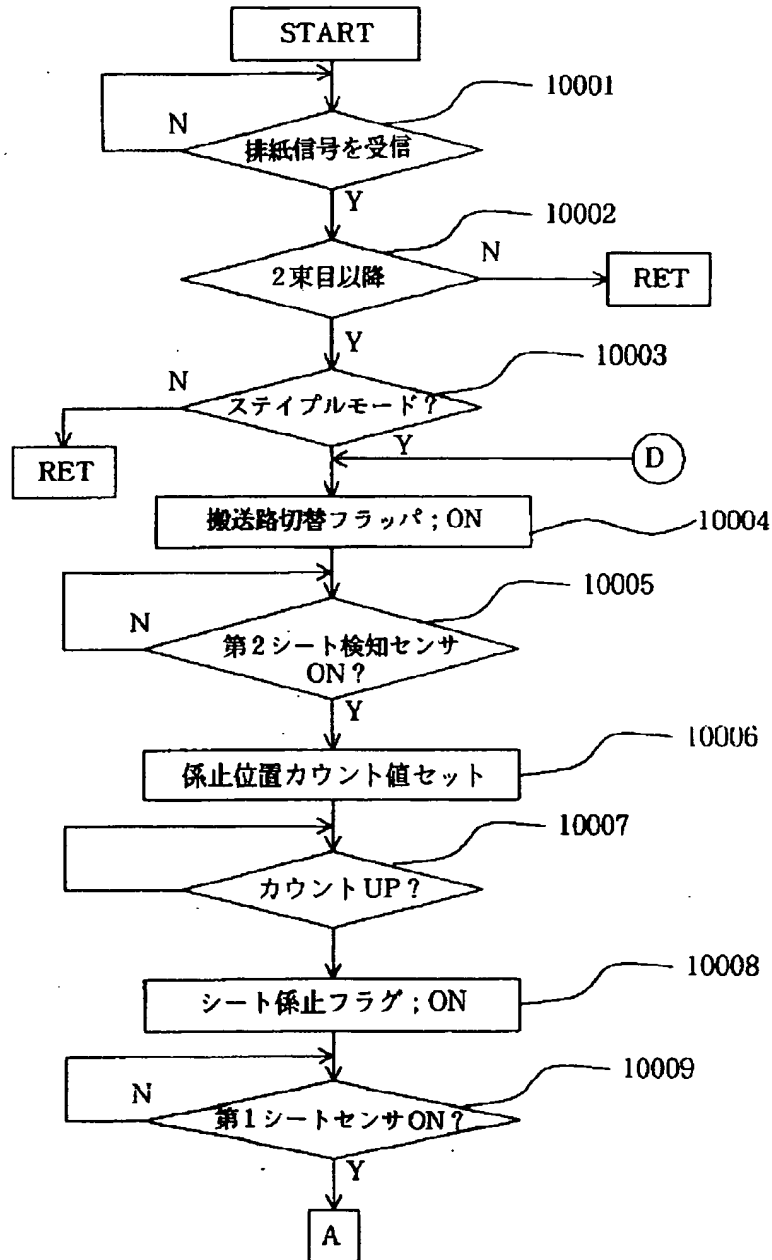 START
10001
N
排紙信号を受信
Y
10002
2束目以降
N
RET
Y
10003
N
ステイプルモード?
RET
Y
D
搬送路切替フラッパ;ON
10004
10005
N
第2シート検知センサ
ON?
Y
10006
係止位置カウント値セット
10007
カウントUP?
10008
シート係止フラグ;ON
10009
N
第1シートセンサON?
Y
A